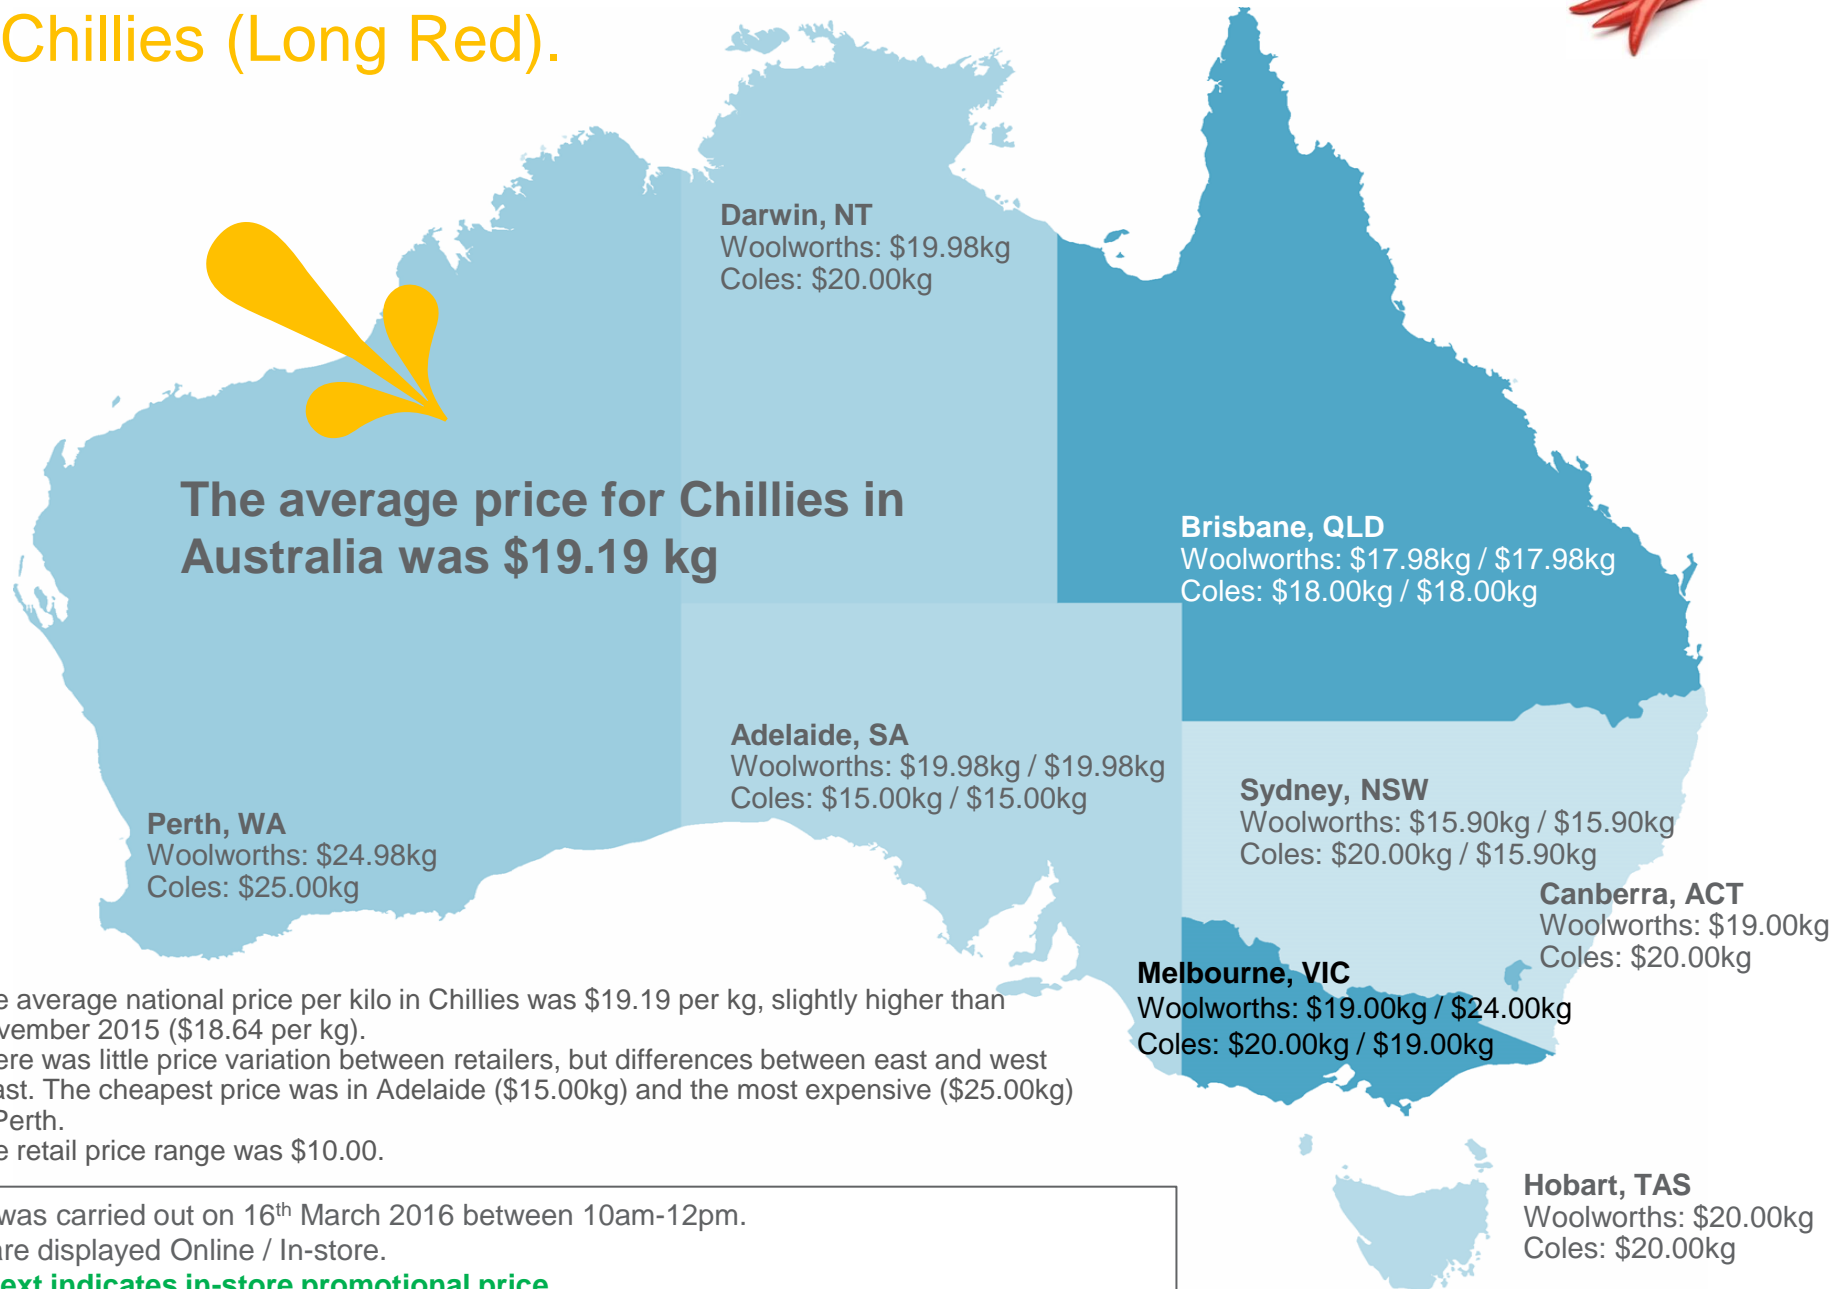 Chillies (Long Red).
Darwin, NT
Woolworths: $19.98kg
Coles: $20.00kg
The average price for Chillies in
Australia was $19.19 kg
Brisbane, QLD
Woolworths: $17.98kg / $17.98kg
Coles: $18.00kg / $18.00kg
Adelaide, SA
Woolworths: $19.98kg / $19.98kg
Coles: $15.00kg / $15.00kg
Sydney, NSW
Woolworths: $15.90kg / $15.90kg
Coles: $20.00kg / $15.90kg
Perth, WA
Woolworths: $24.98kg
Coles: $25.00kg
Canberra, ACT
Woolworths: $19.00kg
Coles: $20.00kg
Melbourne, VIC
Woolworths: $19.00kg / $24.00kg
Coles: $20.00kg / $19.00kg
e average national price per kilo in Chillies was $19.19 per kg, slightly higher than
vember 2015 ($18.64 per kg).
ere was little price variation between retailers, but differences between east and west
ast. The cheapest price was in Adelaide ($15.00kg) and the most expensive ($25.00kg)
Perth.
e retail price range was $10.00.
was carried out on 16th March 2016 between 10am-12pm.
are displayed Online / In-store.
ext indicates in-store promotional price
Hobart, TAS
Woolworths: $20.00kg
Coles: $20.00kg